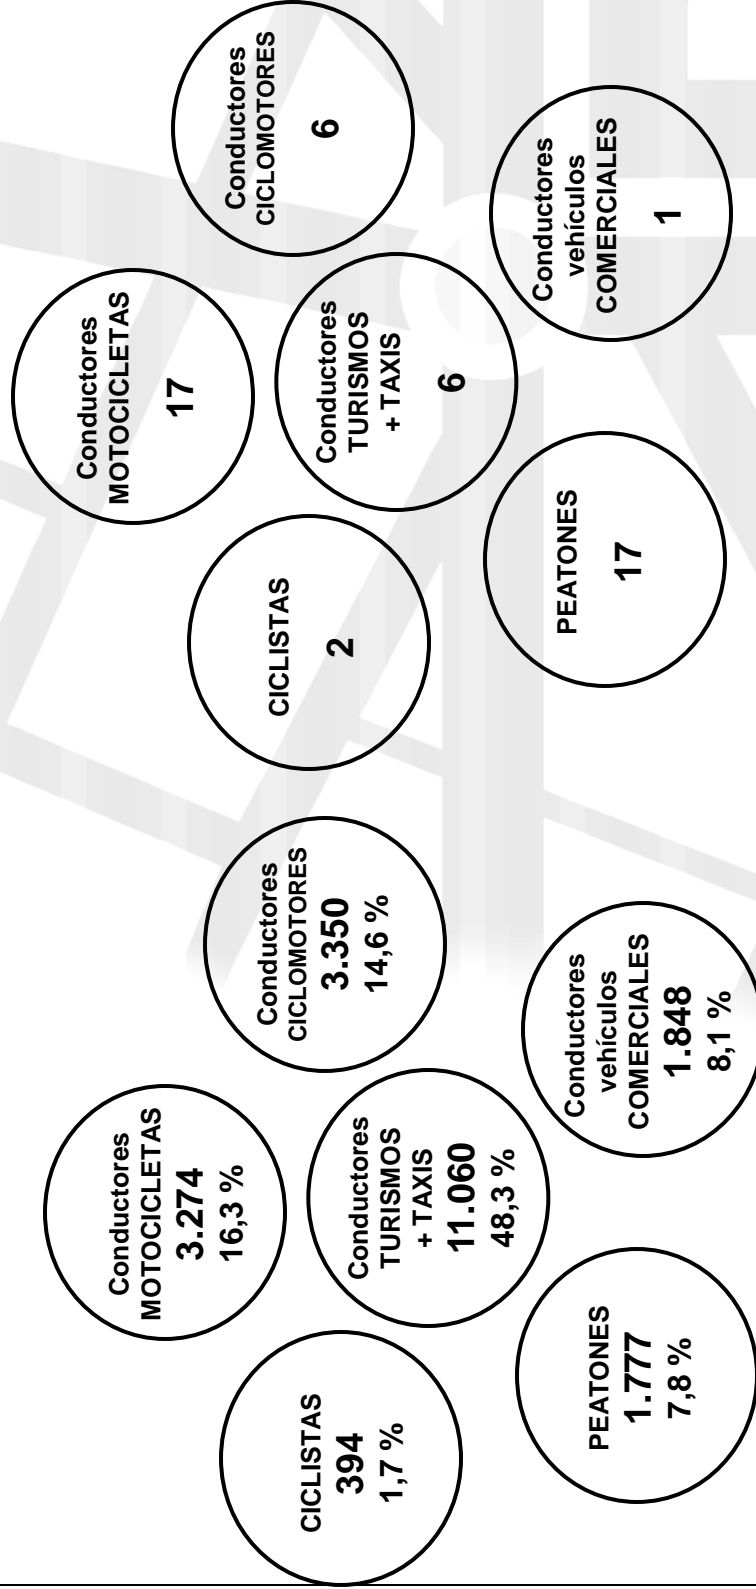 Conductores
MOTOCICLETAS
3.274
16,3 %
CICLISTAS
394
1,7 %
Conductores
CICLOMOTORES
3.350
14,6 %
Conductores
TURISMOS
+ TAXIS
11.060
48,3 %
PEATONES
1.777
7,8 %
Conductores
vehículos
COMERCIALES
1.848
8,1 %
Conductores
MOTOCICLETAS
17
Conductores
CICLOMOTORES
6
CICLISTAS
2
Conductores
TURISMOS
+ TAXIS
6
PEATONES
17
Conductores
vehículos
COMERCIALES
1